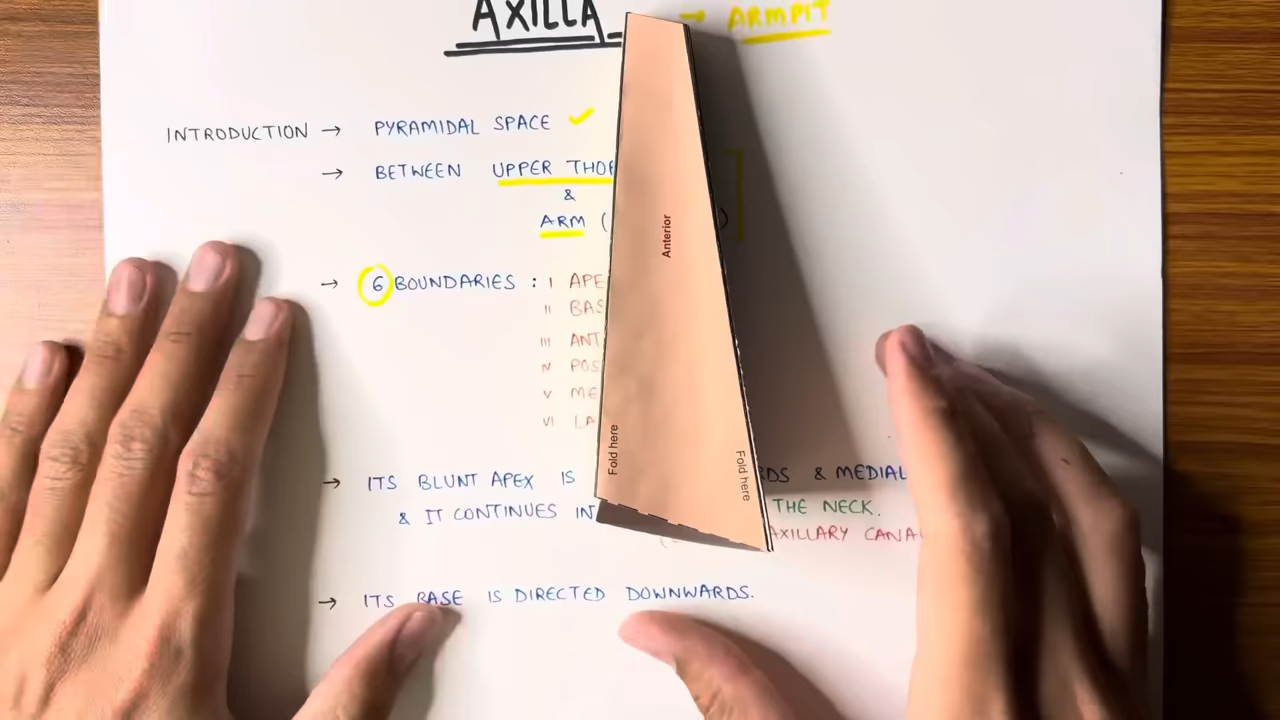 AXILLA → ARMPIT
INTRODUCTION → PYRAMIDAL SPACE ✓
→ BETWEEN UPPER THOR
&
ARM ( )
→ 6 BOUNDARIES : I APE
II BAS
III ANT
IV POS
V ME
VI LA
Anterior
Fold here
Fold here
→ ITS BLUNT APEX IS RDS & MEDIAL
& IT CONTINUES IN THE NECK.
AXILLARY CANA
→ ITS BASE IS DIRECTED DOWNWARDS.